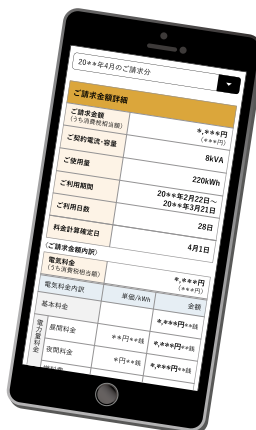 20**年4月のご請求分
ご請求金額詳細
ご請求金額
(うち消費税相当額)
*,***円
(***円)
ご契約電流・容量
8kVA
ご使用量
220kWh
ご利用期間
20**年2月22日〜
20**年3月21日
ご利用日数
28日
料金計算確定日
4月1日
(ご請求金額内訳)
電気料金
(うち消費税相当額)
*,***円
(***円)
電気料金内訳
単価/kWh
金額
基本料金
*,***円**銭
電力量料金
昼間料金
**円**銭
*,***円**銭
夜間料金
*円**銭
*,***円**銭